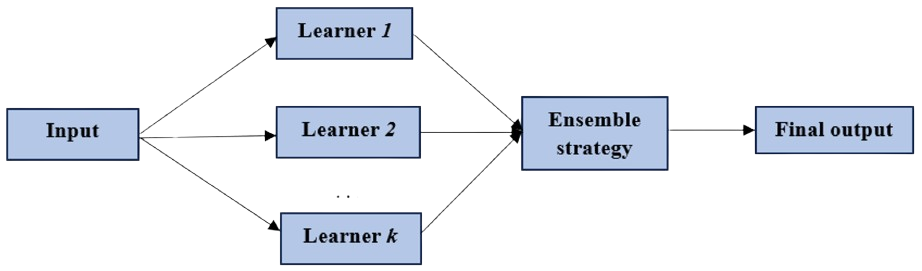 Learner 1
Input
Learner 2
Ensemble
strategy
Final output
. .
Learner k